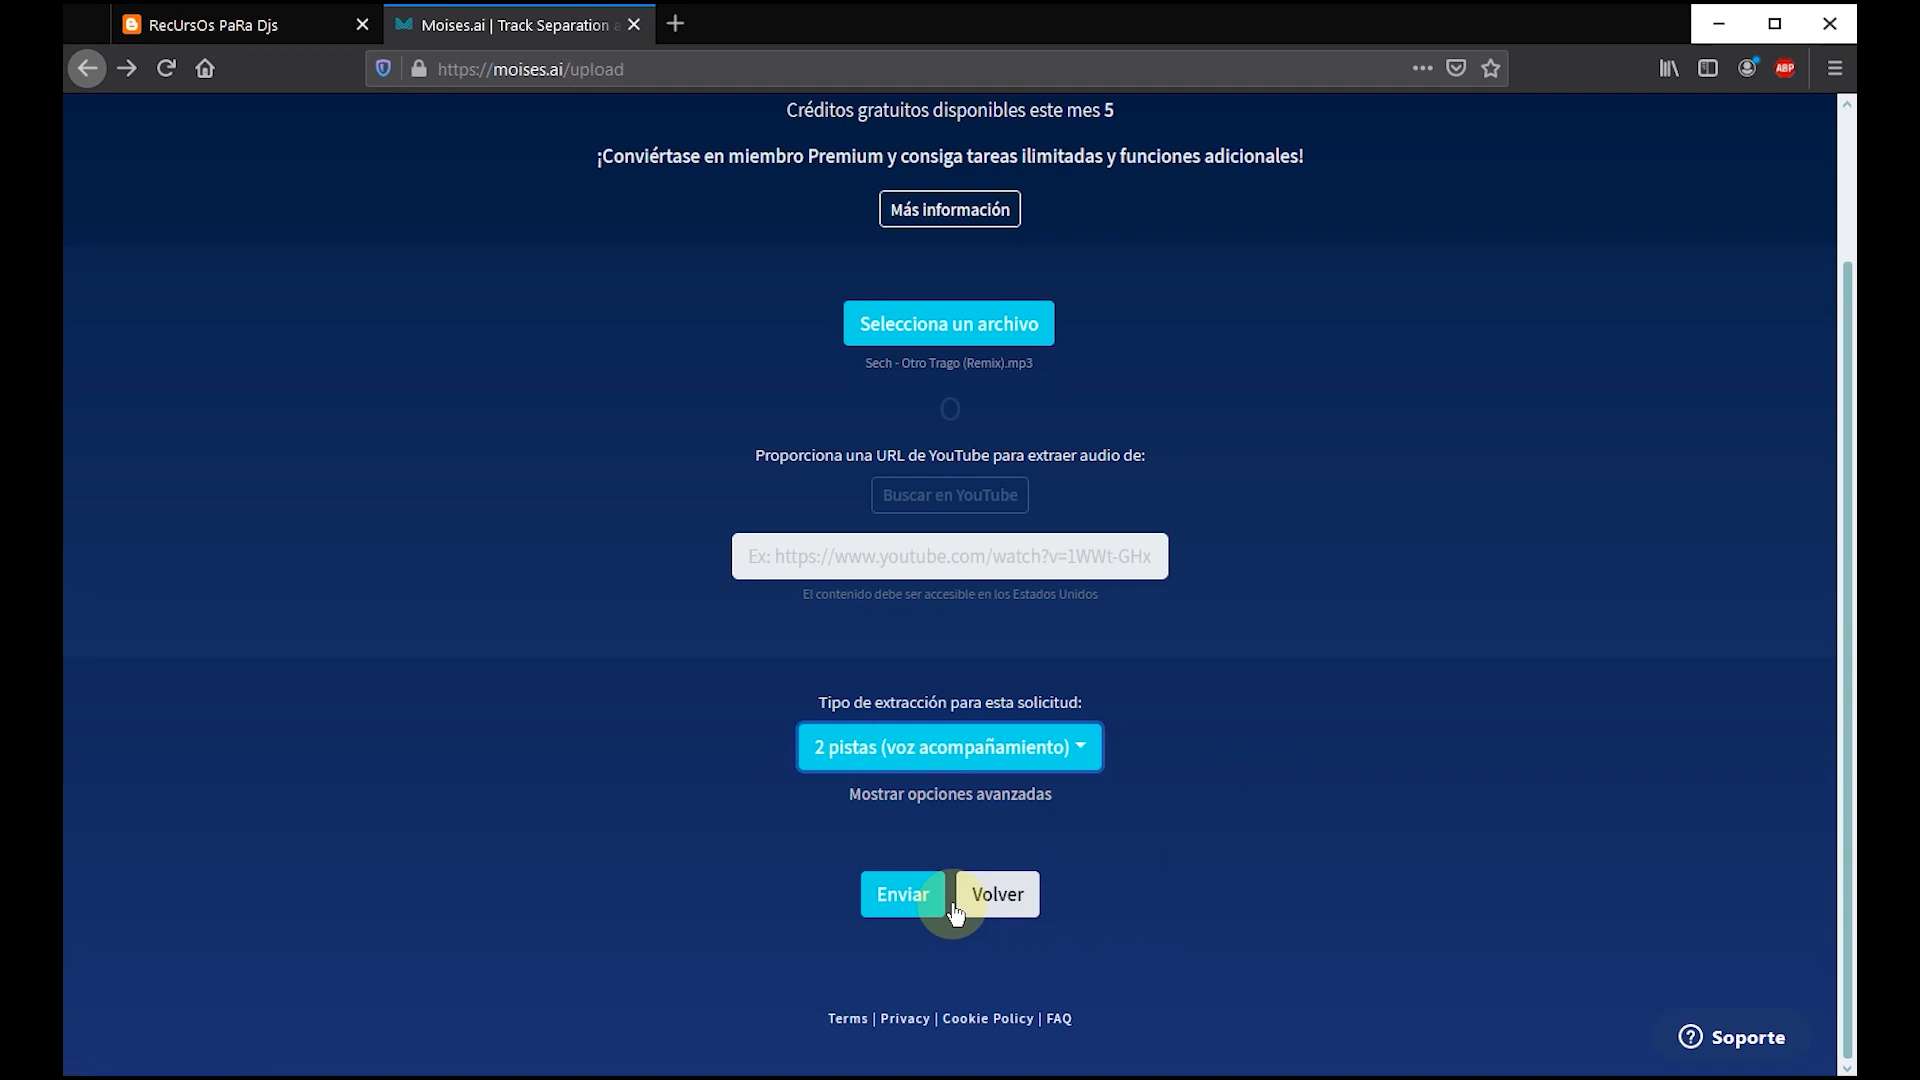 RecUrsOs PaRa Djs
Moises.ai | Track Separation
https://moises.ai/upload
ABP
Créditos gratuitos disponibles este mes 5
¡Conviértase en miembro Premium y consiga tareas ilimitadas y funciones adicionales!
Más información
Selecciona un archivo
Sech - Otro Trago (Remix).mp3
O
Proporciona una URL de YouTube para extraer audio de:
Buscar en YouTube
Ex: https://www.youtube.com/watch?v=1WWt-GHx
El contenido debe ser accesible en los Estados Unidos
Tipo de extracción para esta solicitud:
2 pistas (voz acompañamiento)
Mostrar opciones avanzadas
Enviar
Volver
Terms | Privacy | Cookie Policy | FAQ
Soporte